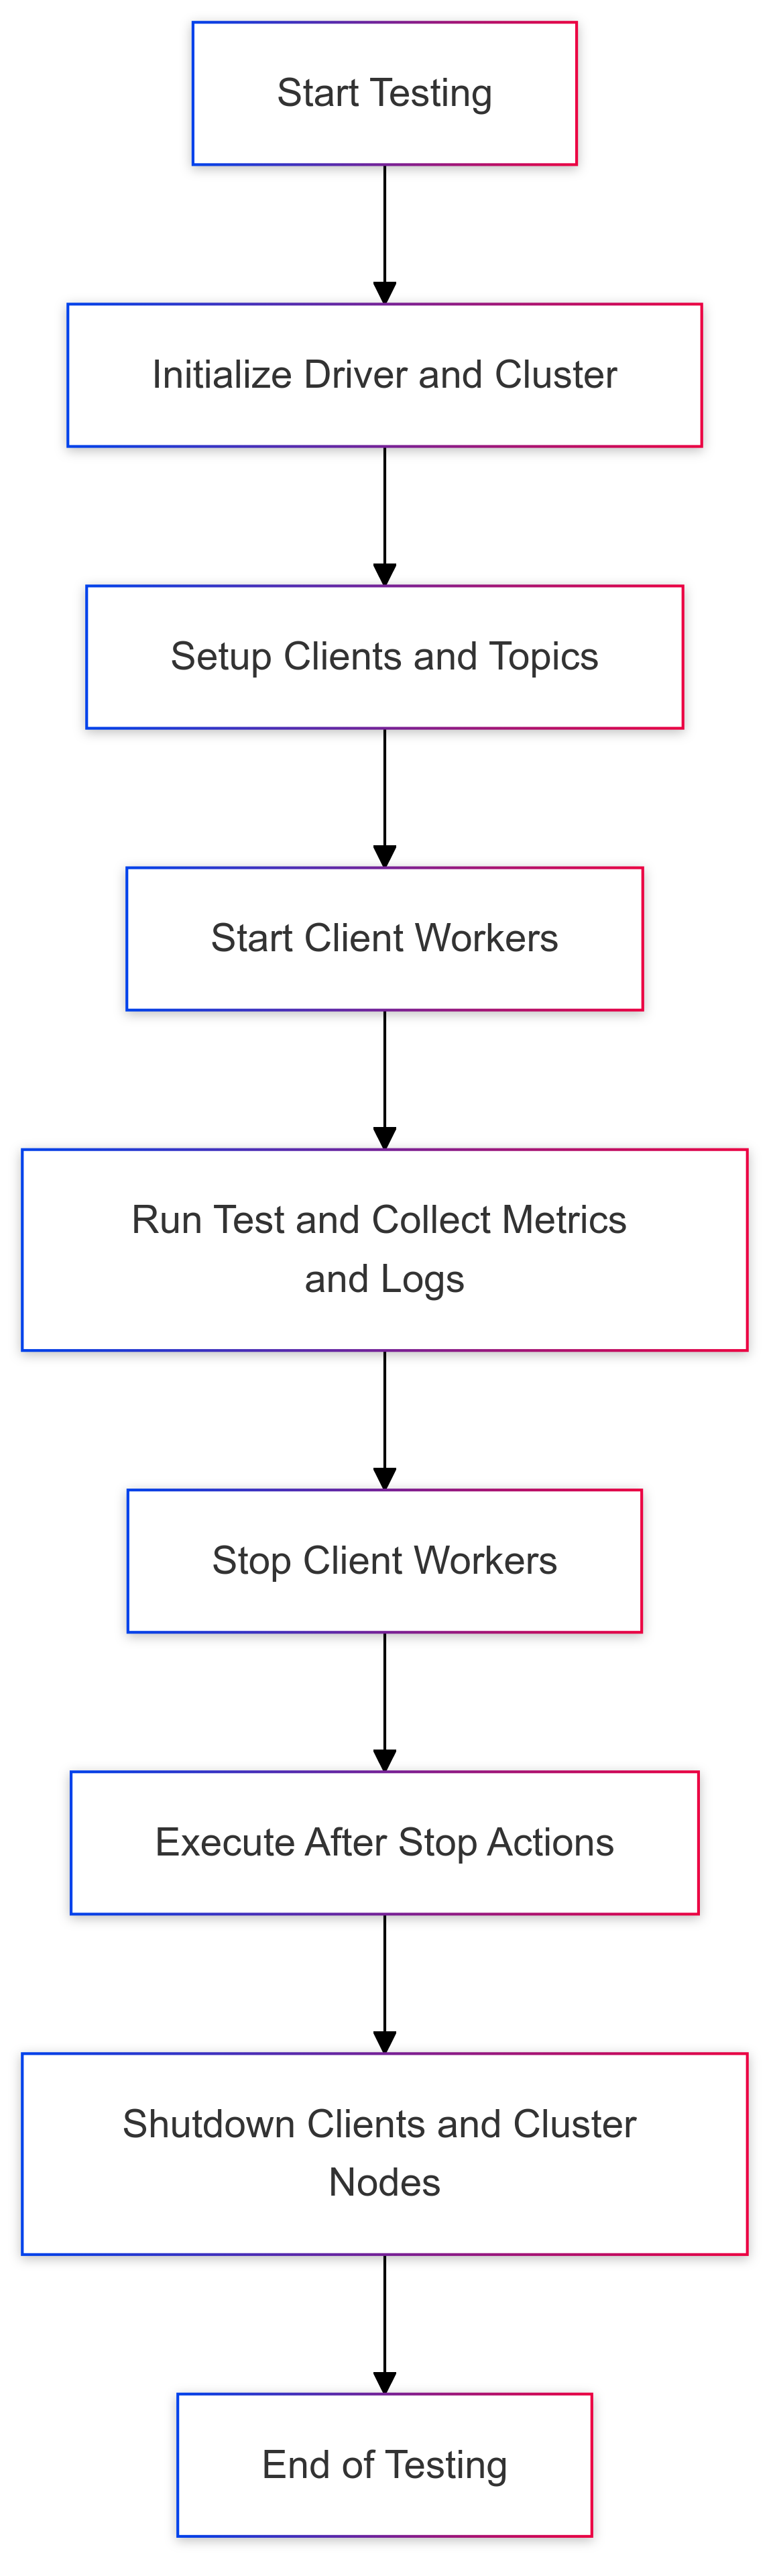 Start Testing
Initialize Driver and Cluster
Setup Clients and Topics
Start Client Workers
Run Test and Collect Metrics
and Logs
Stop Client Workers
Execute After Stop Actions
Shutdown Clients and Cluster
Nodes
End of Testing